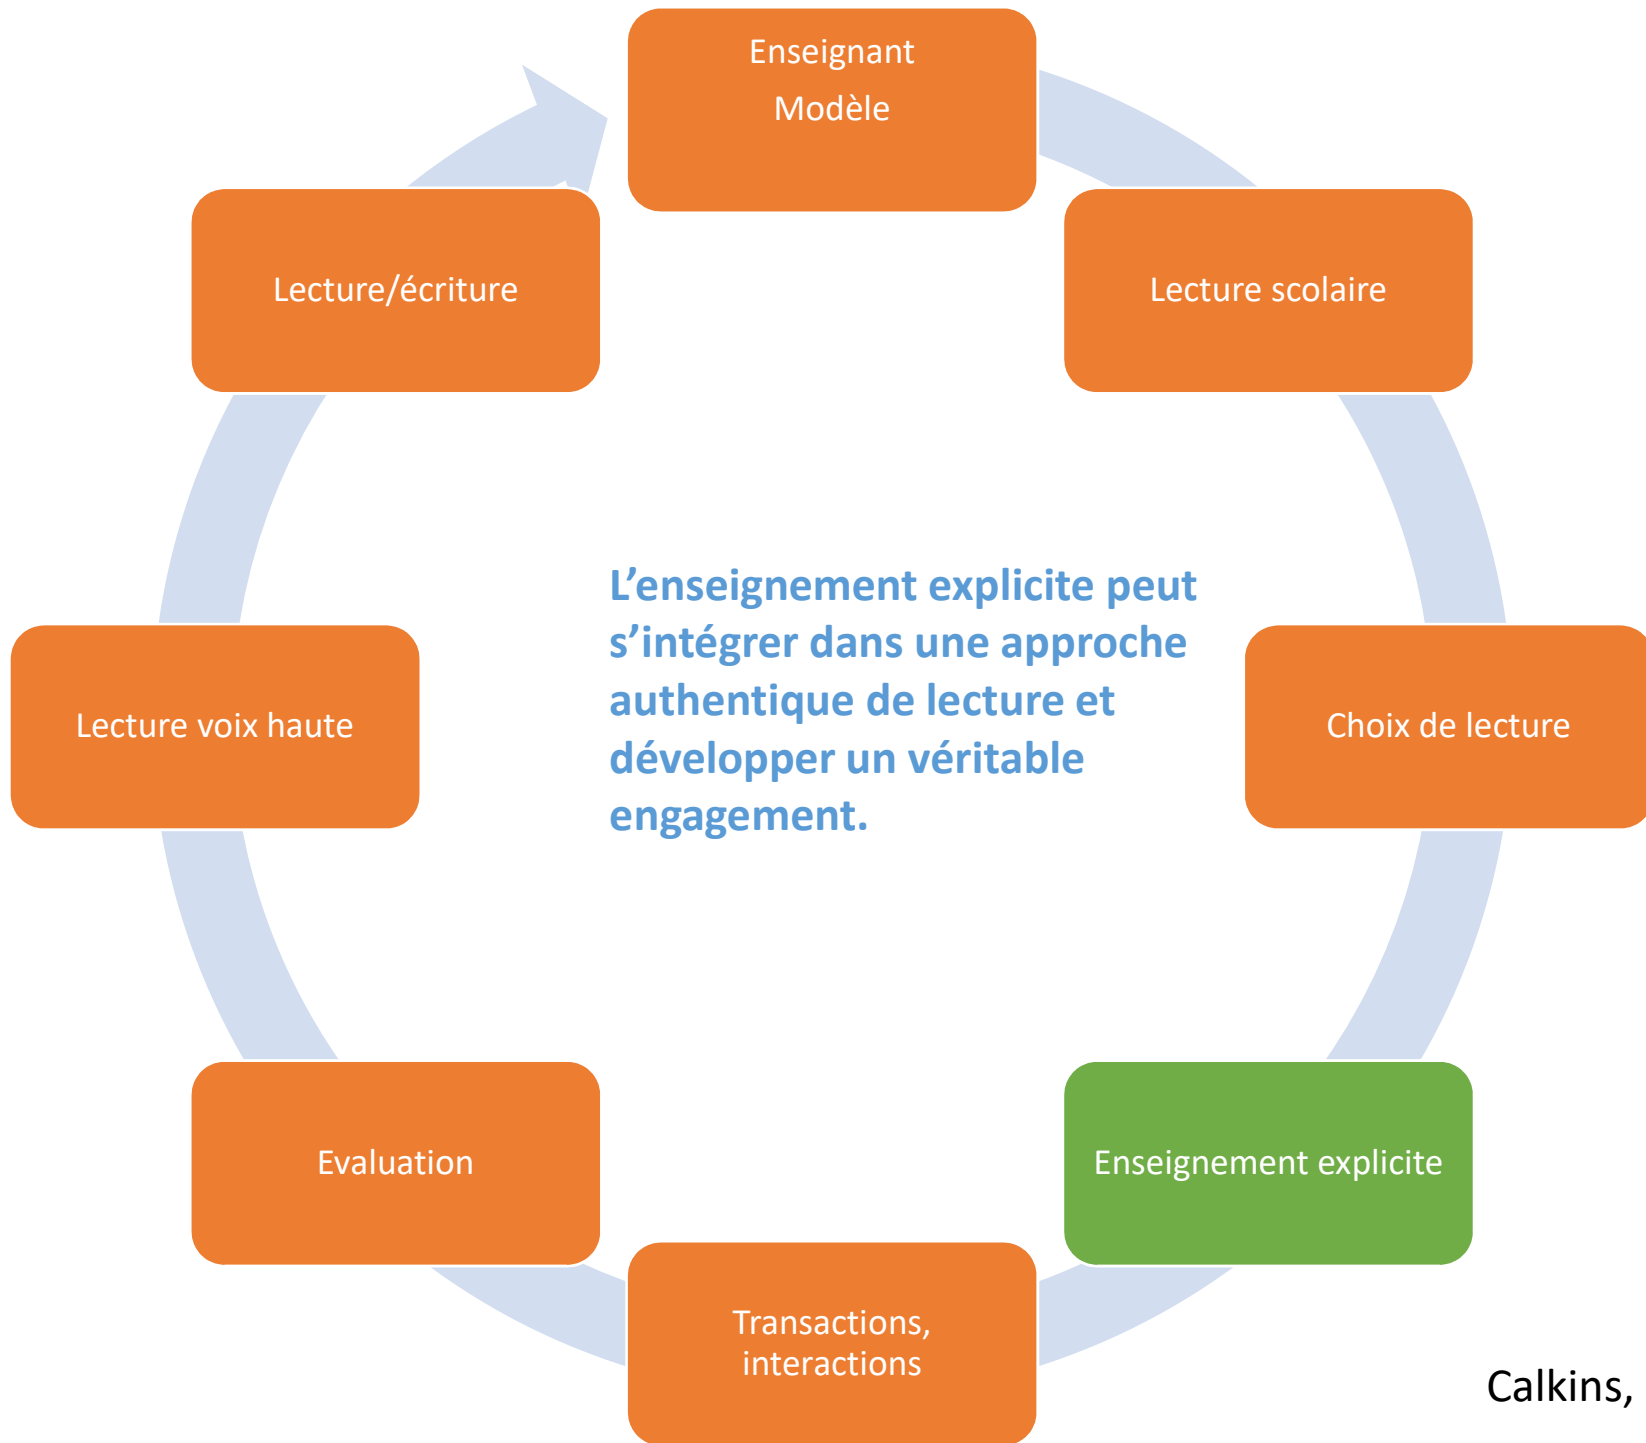 Enseignant
Modèle
Lecture/écriture
Lecture scolaire
L’enseignement explicite peut
s’intégrer dans une approche
authentique de lecture et
développer un véritable
engagement.
Lecture voix haute
Choix de lecture
Evaluation
Enseignement explicite
Transactions,
interactions
Calkins,